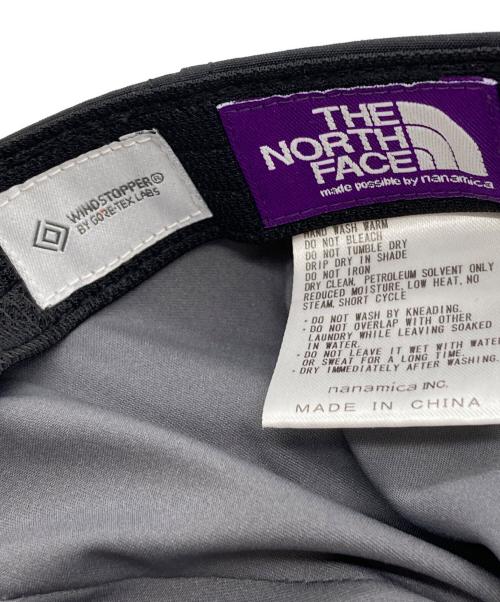 WINDSTOPPER®
BY GORE-TEX LABS
THE
NORTH
FACE
made possible by nanamica
HAND WASH WARM
DO NOT BLEACH
DO NOT TUMBLE DRY
DRIP DRY IN SHADE
DO NOT IRON
DRY CLEAN, PETROLEUM SOLVENT ONLY
REDUCED MOISTURE, LOW HEAT, NO
STEAM, SHORT CYCLE
・DO NOT WASH BY KNEADING.
・DO NOT OVERLAP WITH OTHER
LAUNDRY WHILE LEAVING SOAKED
IN WATER.
・DO NOT LEAVE IT WET WITH WATER
OR SWEAT FOR A LONG TIME.
・DRY IMMEDIATELY AFTER WASHING.
nanamica INC.
MADE IN CHINA